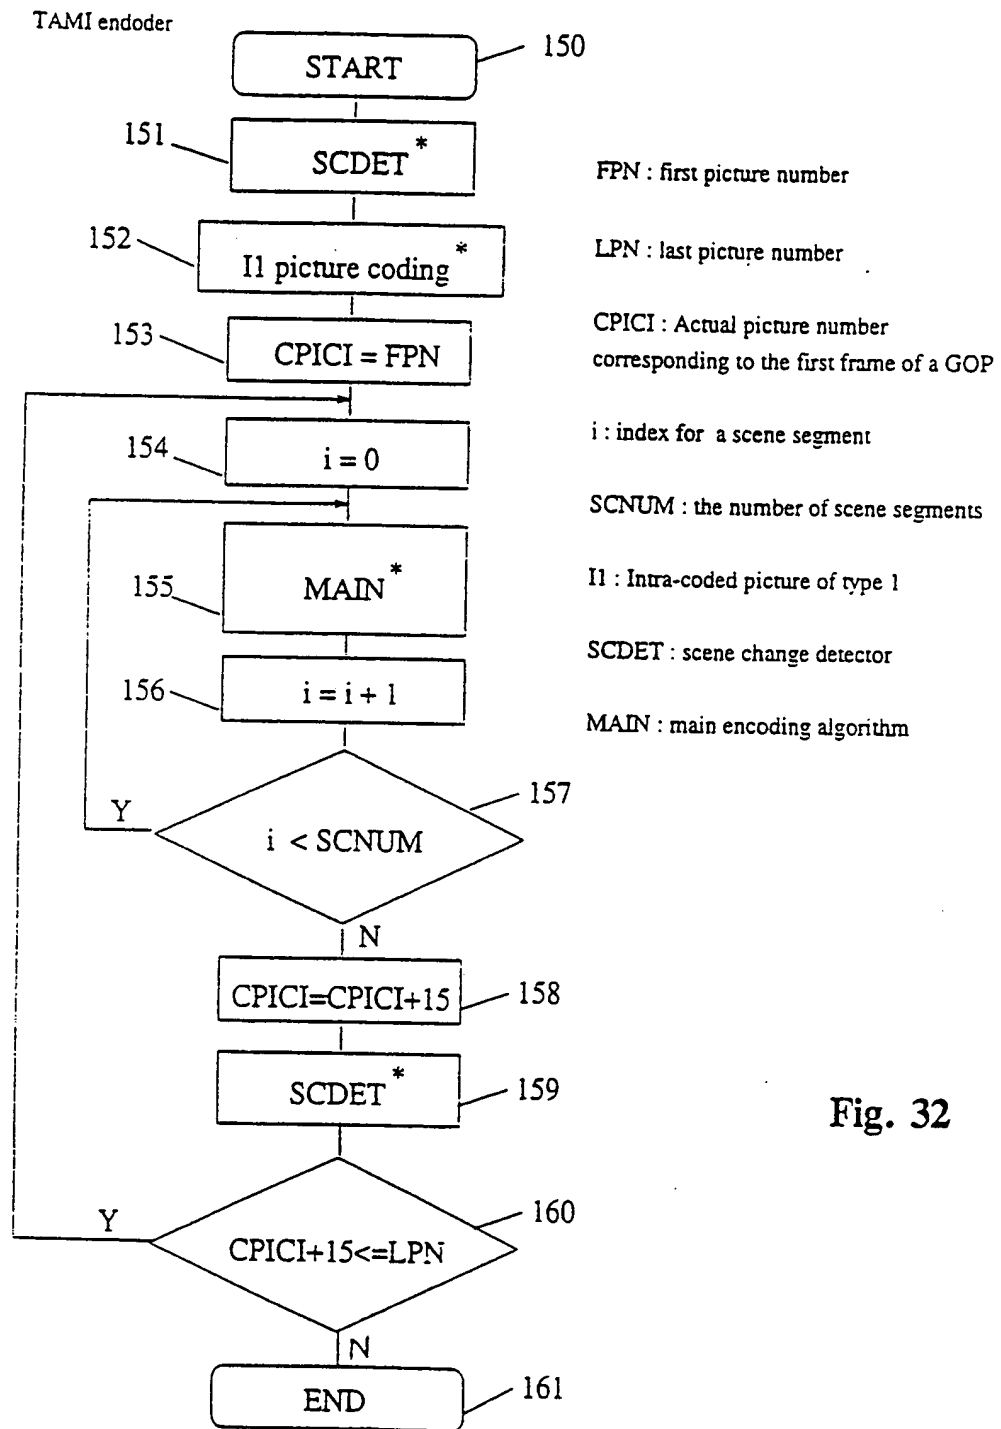 TAMI endoder
START
150
151
SCDET*
152
I1 picture coding*
153
CPICI = FPN
154
i = 0
155
MAIN*
156
i = i + 1
157
Y
i < SCNUM
N
CPICI=CPICI+15
158
SCDET*
159
160
Y
CPICI+15<=LPN
N
END
161
FPN : first picture number
LPN : last picture number
CPICI : Actual picture number
corresponding to the first frame of a GOP
i : index for a scene segment
SCNUM : the number of scene segments
I1 : Intra-coded picture of type 1
SCDET : scene change detector
MAIN : main encoding algorithm
Fig. 32